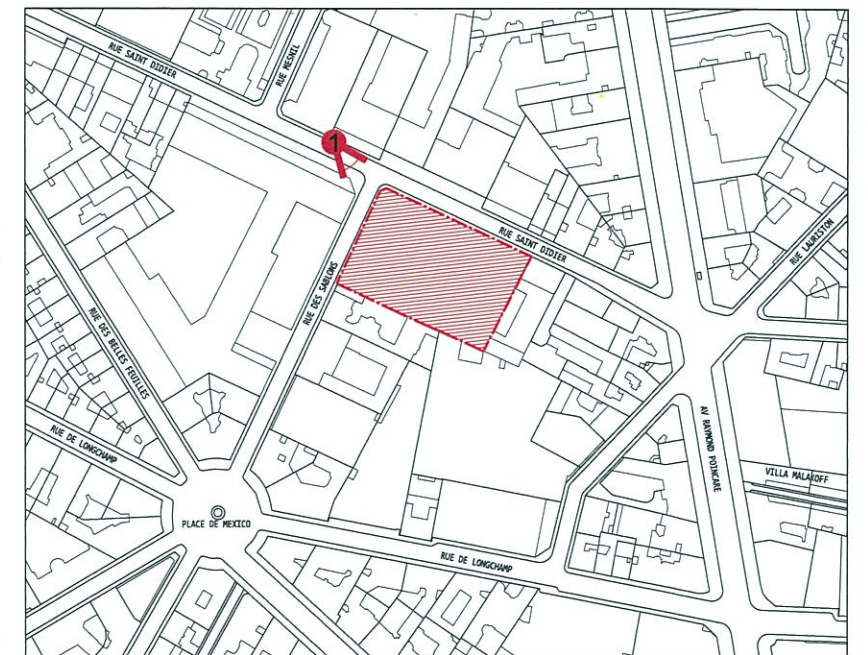 RUE SAINT DIDIER
RUE MESNIL
1
RUE SAINT DIDIER
RUE LAURISTON
RUE DES SABLONS
RUE DES BELLES FEUILLES
AV RAYMOND POINCARE
RUE DE LONGCHAMP
VILLA MALAKOFF
PLACE DE MEXICO
RUE DE LONGCHAMP